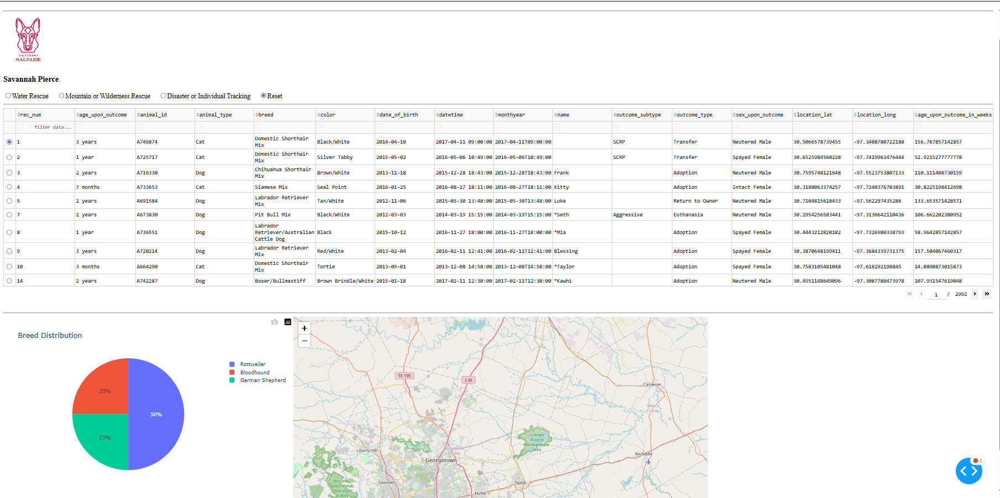 GRAZIOSO
SALVARE
Savannah Pierce
Water Rescue Mountain or Wilderness Rescue Disaster or Individual Tracking Reset
rec_num age_upon_outcome animal_id animal_type breed color date_of_birth datetime monthyear name outcome_subtype outcome_type sex_upon_outcome location_lat location_long age_upon_outcome_in_weeks
filter data...
1 3 years A746874 Cat Domestic Shorthair Mix Black/White 2014-04-10 2017-04-11 09:00:00 2017-04-11T09:00:00 SCRP Transfer Neutered Male 30.5066578739455 -97.3408780722188 156.767857142857
2 1 year A725717 Cat Domestic Shorthair Mix Silver Tabby 2015-05-02 2016-05-06 10:49:00 2016-05-06T10:49:00 SCRP Transfer Spayed Female 30.6525984560228 -97.7419963476444 52.9215277777778
3 2 years A716330 Dog Chihuahua Shorthair Mix Brown/White 2013-11-18 2015-12-28 18:43:00 2015-12-28T18:43:00 Frank Adoption Neutered Male 30.7595748121648 -97.5523753807133 110.111408730159
4 7 months A733653 Cat Siamese Mix Seal Point 2016-01-25 2016-08-27 18:11:00 2016-08-27T18:11:00 Kitty Adoption Intact Female 30.3188063374257 -97.7240376703891 30.8225198412698
5 2 years A691584 Dog Labrador Retriever Mix Tan/White 2012-11-06 2015-05-30 13:48:00 2015-05-30T13:48:00 Luke Return to Owner Neutered Male 30.7104815618433 -97.562297435286 133.653571428571
7 2 years A673830 Dog Pit Bull Mix Black/White 2012-03-03 2014-03-19 15:15:00 2014-03-19T15:15:00 *Seth Aggressive Euthanasia Neutered Male 30.2954256583441 -97.3136642110436 106.662202380952
8 1 year A736551 Dog Labrador Retriever/Australian Cattle Dog Black 2015-10-12 2016-11-27 18:00:00 2016-11-27T18:00:00 *Mia Adoption Spayed Female 30.4443212820182 -97.7326980338793 58.9642857142857
9 3 years A720214 Dog Labrador Retriever Mix Red/White 2013-02-04 2016-02-11 12:41:00 2016-02-11T12:41:00 Blessing Adoption Spayed Female 30.3870648199411 -97.3684339731375 157.504067460317
10 3 months A664290 Cat Domestic Shorthair Mix Tortie 2013-09-01 2013-12-08 14:58:00 2013-12-08T14:58:00 *Taylor Adoption Spayed Female 30.7583105481048 -97.618292198845 14.0890873015873
14 2 years A742287 Dog Boxer/Bullmastiff Brown Brindle/White 2015-01-18 2017-02-11 12:30:00 2017-02-11T12:30:00 *Kawhi Adoption Neutered Male 30.4551148649096 -97.3087780473978 107.931547619048
1 / 2992
Breed Distribution
Rottweiler
Bloodhound
German Shepherd
25%
50%
25%
+
−
TX 195
I 35
Cameron
Milam
County
Granger
Wildlife
Management
Area
Liberty Hill
Williamson
County
Georgetown
Rockdale
Leander
Taylor
Hutto
Balcones
Canyonlands
National
Wildlife
2